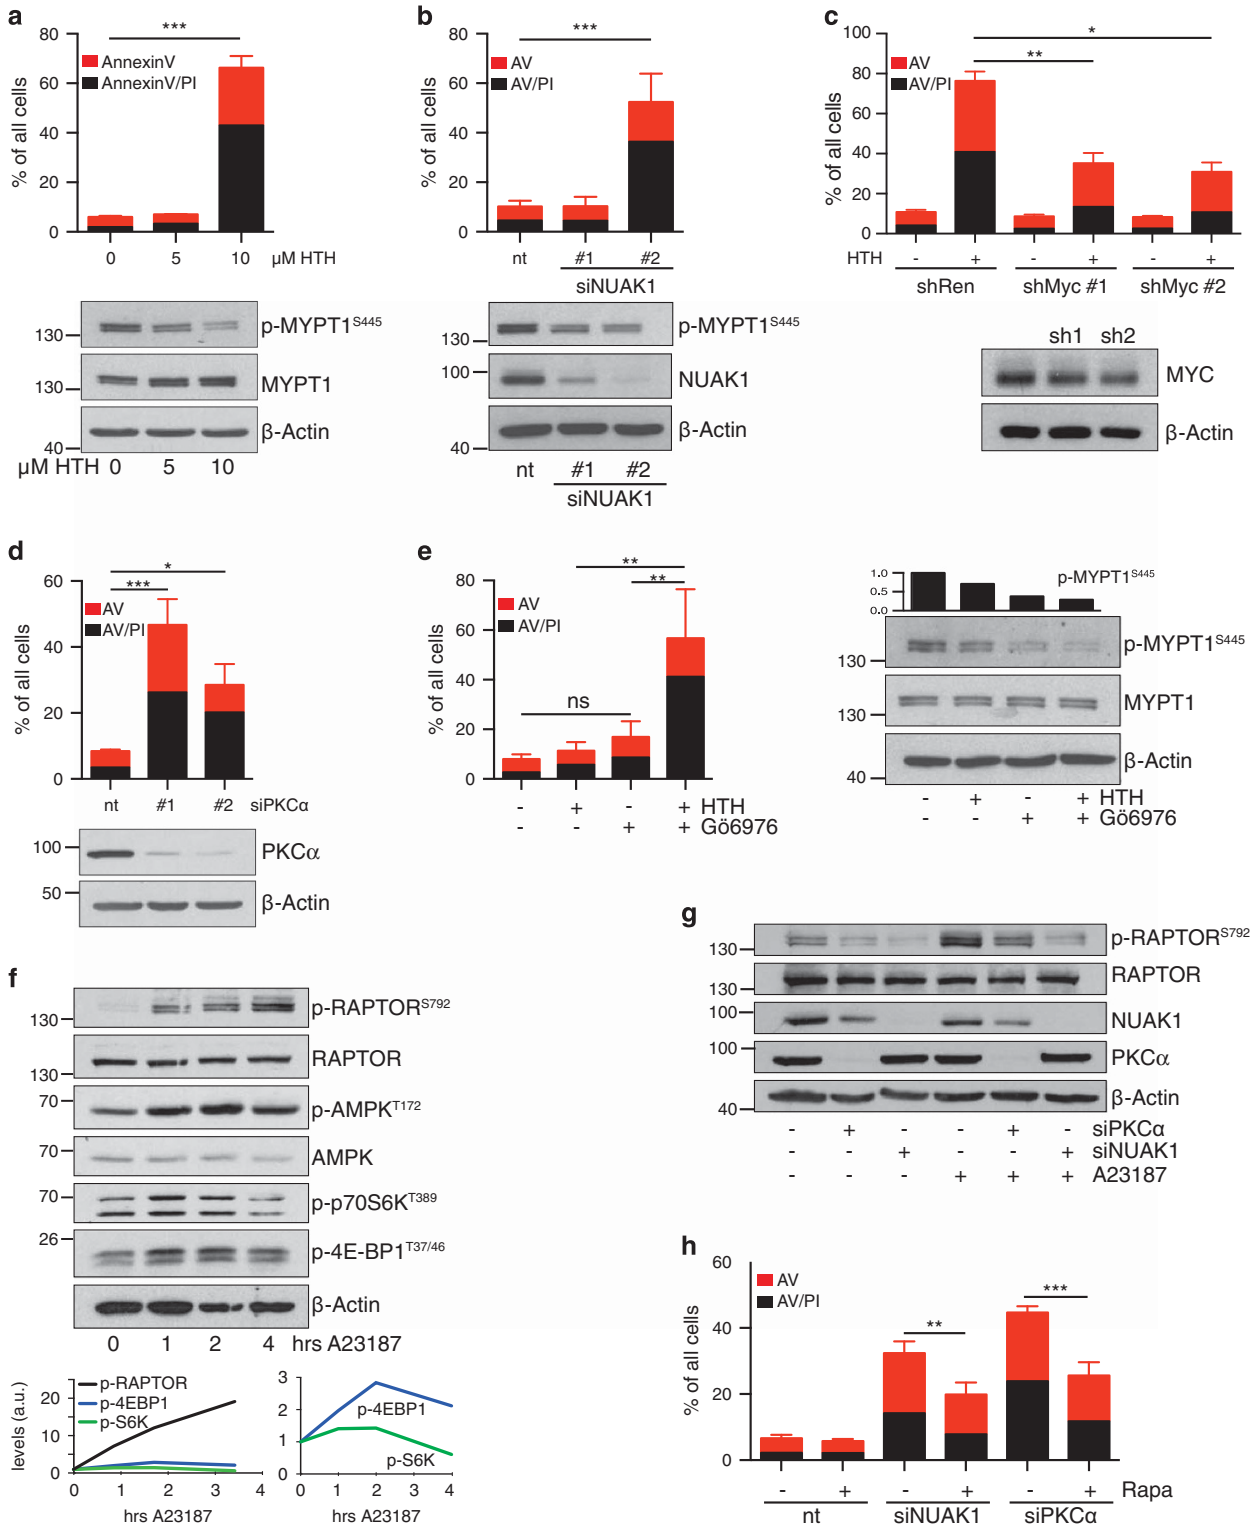 a
% of all cells
80
60
40
20
0
***
AnnexinV
AnnexinV/PI
0 5 10 µM HTH
130 p-MYPT1S445
130 MYPT1
40 β-Actin
µM HTH 0 5 10
b
% of all cells
80
60
40
20
0
***
AV
AV/PI
nt #1 #2
siNUAK1
130 p-MYPT1S445
100 NUAK1
40 β-Actin
nt #1 #2
siNUAK1
c
% of all cells
100
80
60
40
20
0
*
**
AV
AV/PI
HTH - + - + - +
shRen shMyc #1 shMyc #2
sh1 sh2
MYC
β-Actin
d
% of all cells
60
40
20
0
*
***
AV
AV/PI
nt #1 #2 siPKCα
100 PKCα
50 β-Actin
e
% of all cells
80
60
40
20
0
**
**
ns
AV
AV/PI
- + - + HTH
- - + + Gö6976
1.0
0.5
0.0
p-MYPT1S445
130 p-MYPT1S445
130 MYPT1
40 β-Actin
- + - + HTH
- - + + Gö6976
f
130 p-RAPTORS792
130 RAPTOR
70 p-AMPKT172
70 AMPK
70 p-p70S6KT389
26 p-4E-BP1T37/46
β-Actin
0 1 2 4 hrs A23187
levels (a.u.)
20
10
0
p-RAPTOR
p-4EBP1
p-S6K
0 1 2 3 4
hrs A23187
3
2
1
0
p-4EBP1
p-S6K
0 1 2 3 4
hrs A23187
g
130 p-RAPTORS792
130 RAPTOR
100 NUAK1
100 PKCα
40 β-Actin
- + - - + - siPKCα
- - + - - + siNUAK1
- - - + + + A23187
h
% of all cells
60
40
20
0
**
***
AV
AV/PI
- + - + - + Rapa
nt siNUAK1 siPKCα